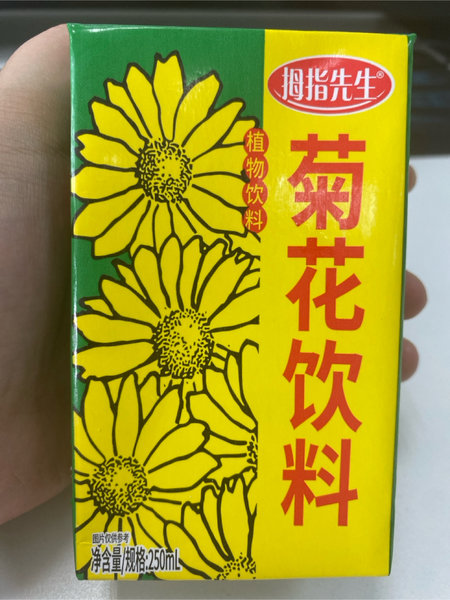 拇指先生®
植物饮料
菊花饮料
图片仅供参考
净含量/规格:250mL